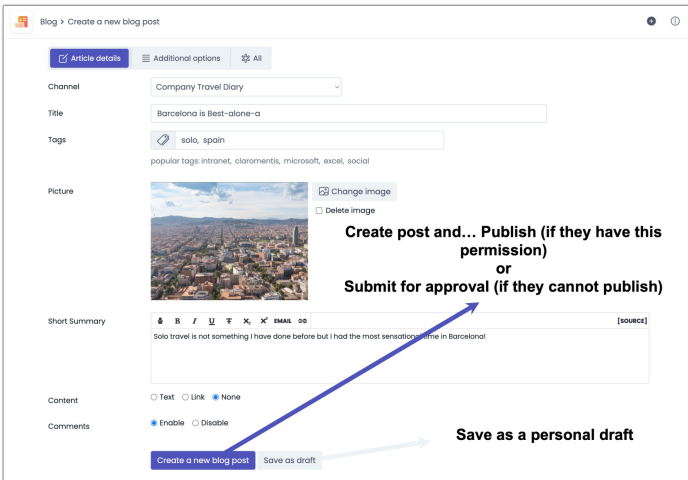 Blog > Create a new blog post
Article details
Additional options
All
Channel
Company Travel Diary
Title
Barcelona is Best-alone-a
Tags
solo, spain
popular tags: intranet, claromentis, microsoft, excel, social
Picture
Change image
Delete image
Create post and... Publish (if they have this
permission)
or
Submit for approval (if they cannot publish)
Short Summary
B I U T X₂ X² EMAIL
[SOURCE]
Solo travel is not something I have done before but I had the most sensational time in Barcelona!
Content
Text Link None
Comments
Enable Disable
Save as a personal draft
Create a new blog post
Save as draft